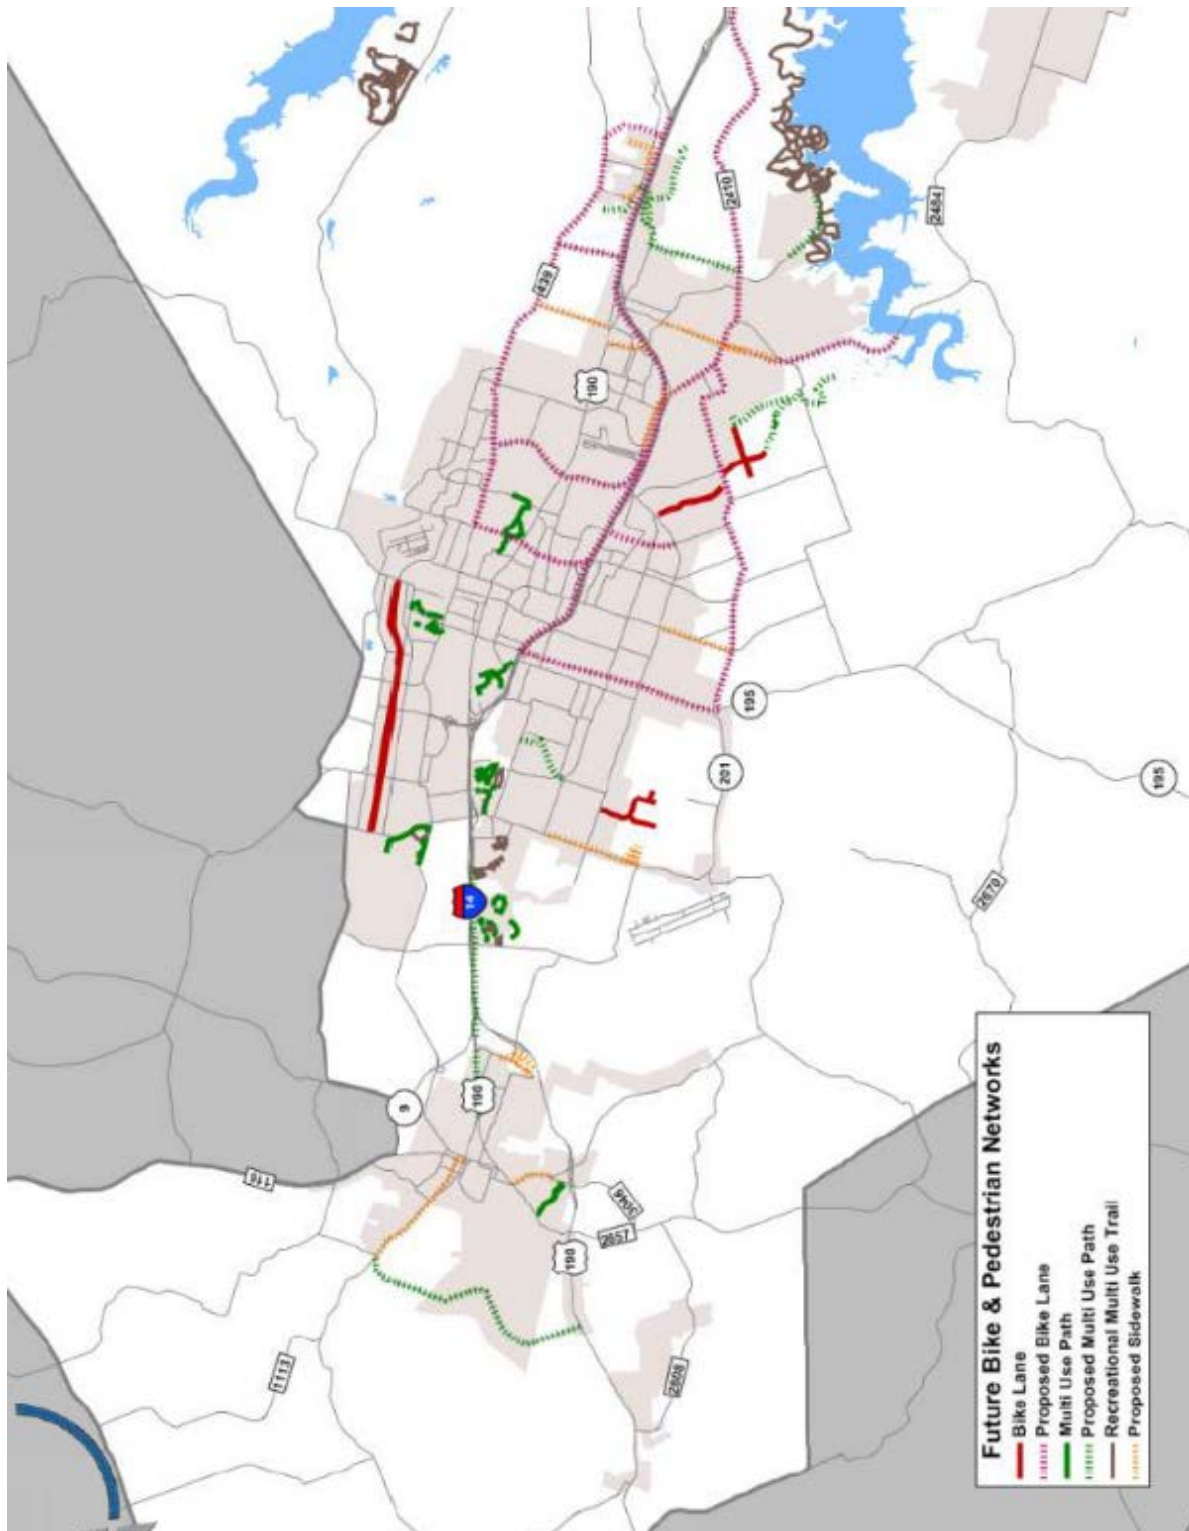 Future Bike & Pedestrian Networks
Bike Lane
Proposed Bike Lane
Multi Use Path
Proposed Multi Use Path
Recreational Multi Use Trail
Proposed Sidewalk
1113
116
9
190
14
2657
3046
190
2808
201
195
195
2670
439
190
2410
2484